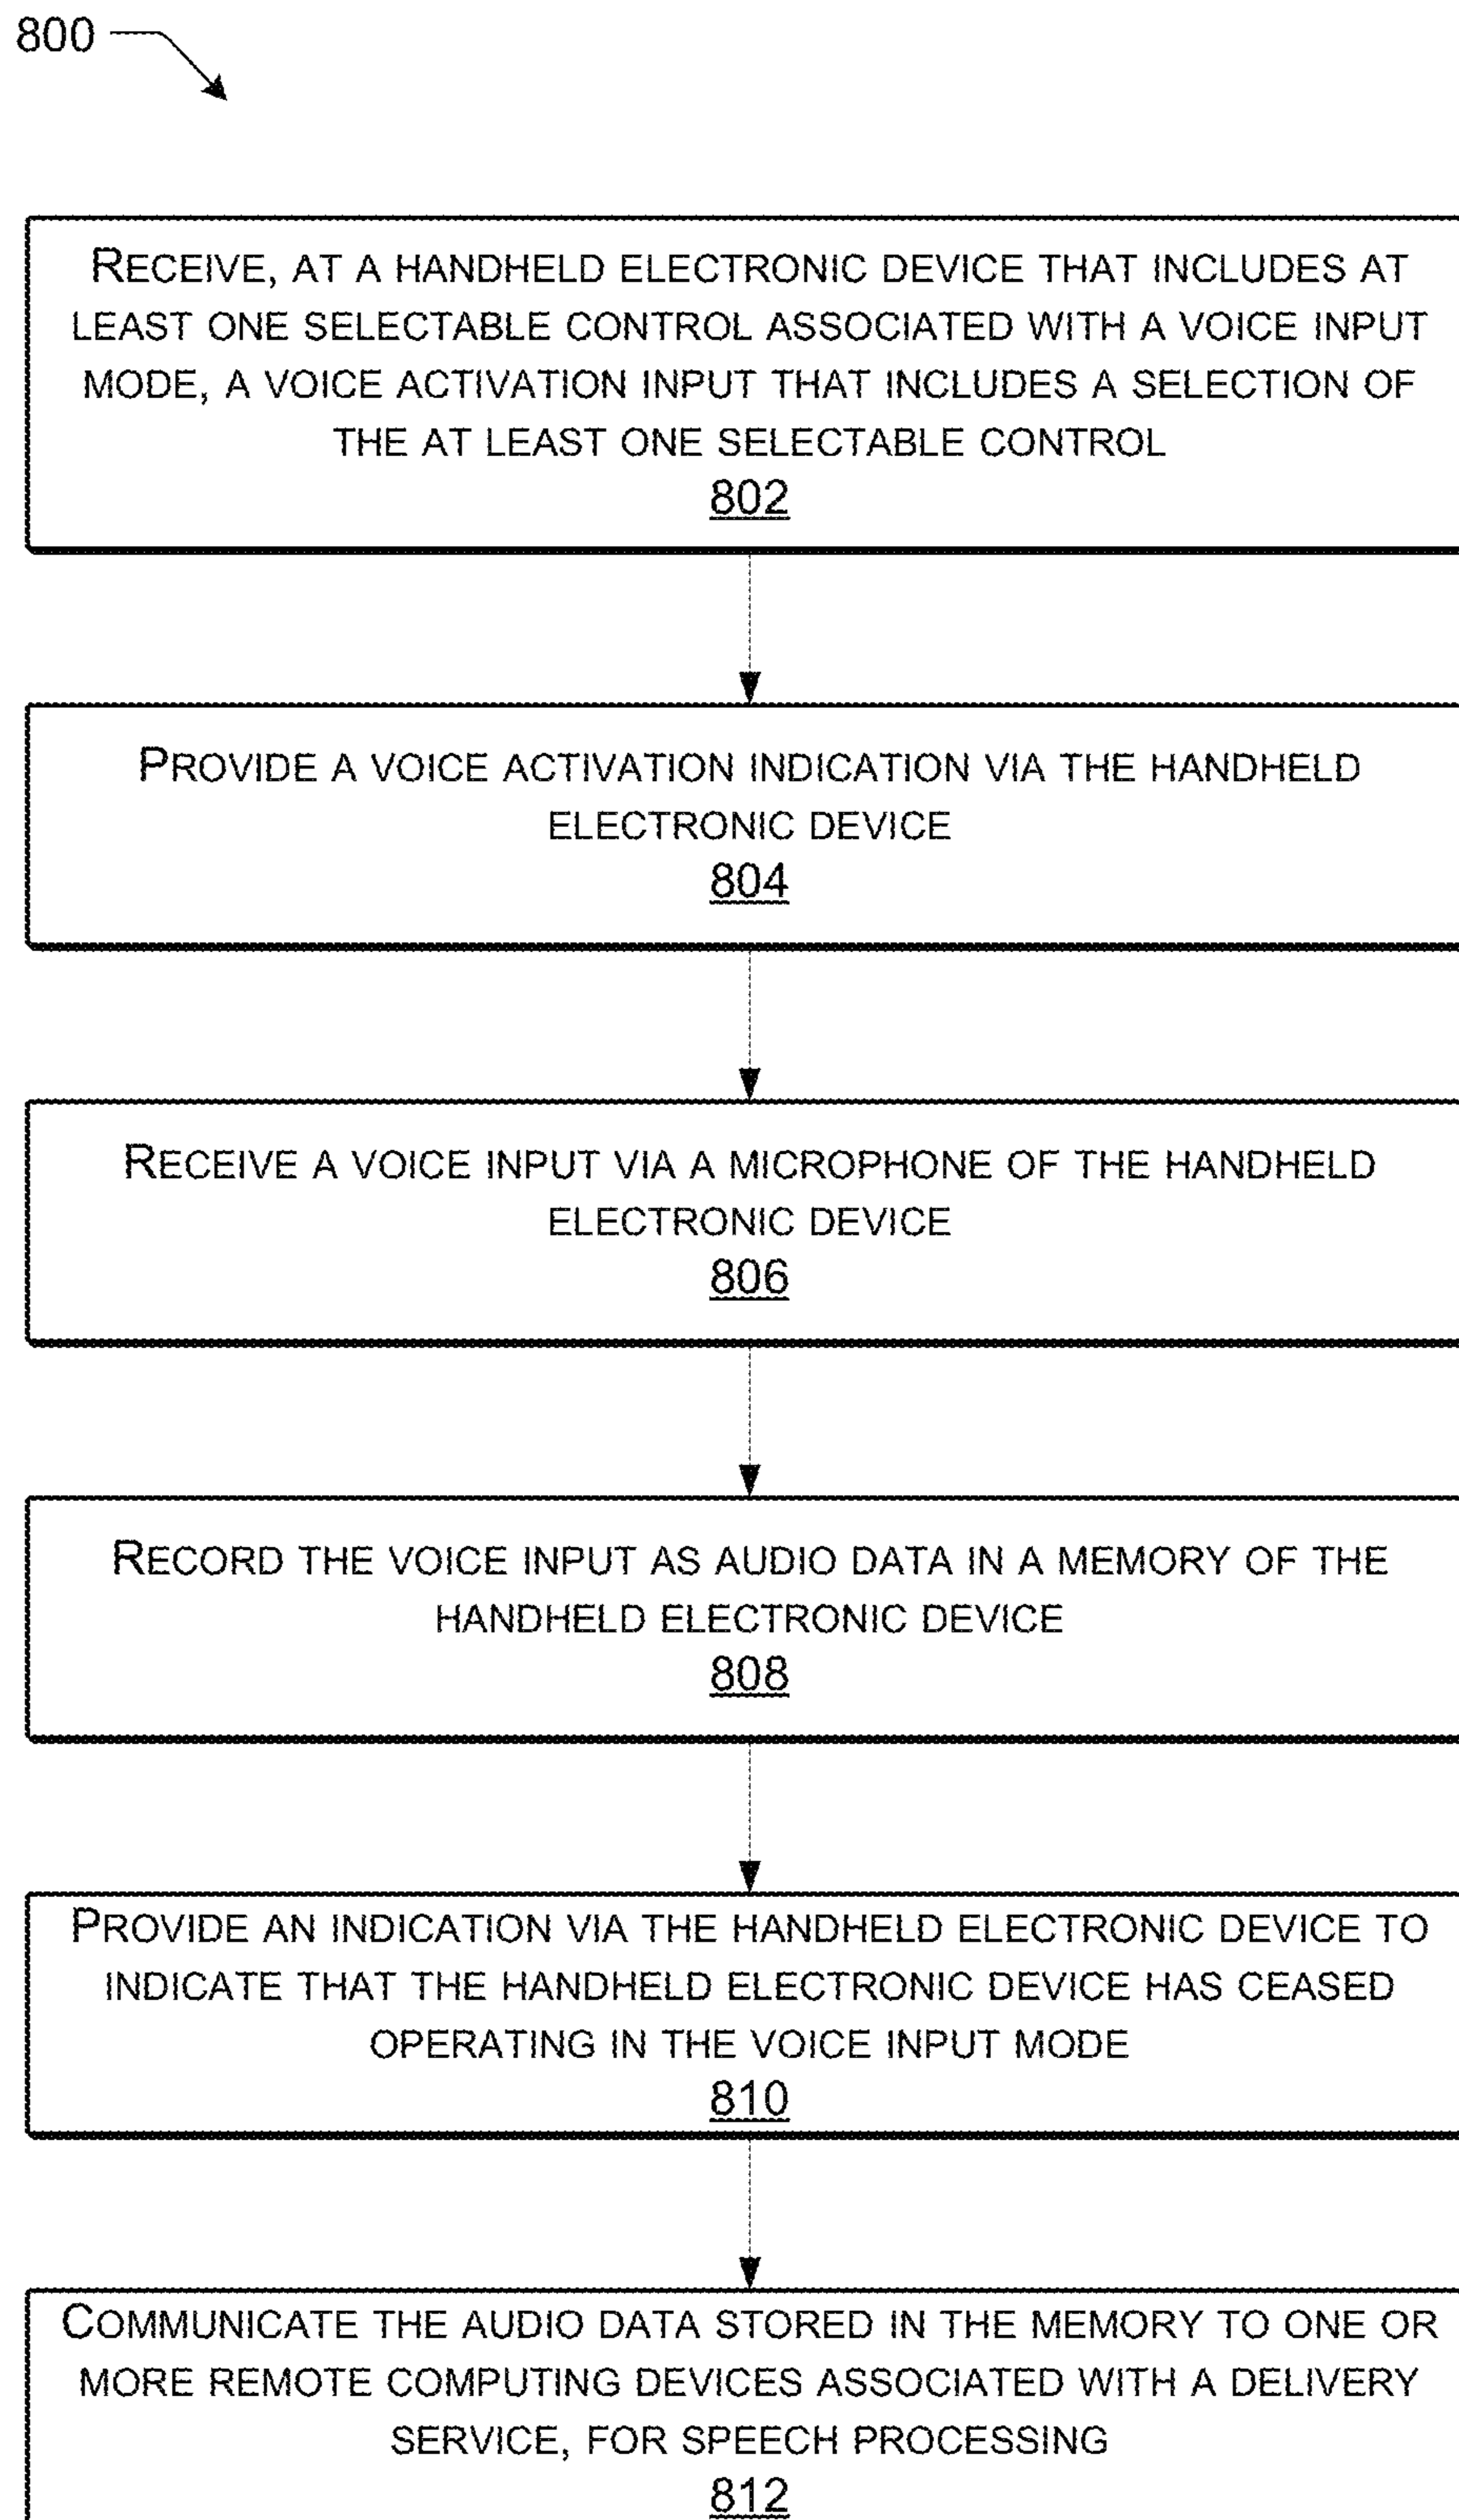 800
RECEIVE, AT A HANDHELD ELECTRONIC DEVICE THAT INCLUDES AT
LEAST ONE SELECTABLE CONTROL ASSOCIATED WITH A VOICE INPUT
MODE, A VOICE ACTIVATION INPUT THAT INCLUDES A SELECTION OF
THE AT LEAST ONE SELECTABLE CONTROL
802
PROVIDE A VOICE ACTIVATION INDICATION VIA THE HANDHELD
ELECTRONIC DEVICE
804
RECEIVE A VOICE INPUT VIA A MICROPHONE OF THE HANDHELD
ELECTRONIC DEVICE
806
RECORD THE VOICE INPUT AS AUDIO DATA IN A MEMORY OF THE
HANDHELD ELECTRONIC DEVICE
808
PROVIDE AN INDICATION VIA THE HANDHELD ELECTRONIC DEVICE TO
INDICATE THAT THE HANDHELD ELECTRONIC DEVICE HAS CEASED
OPERATING IN THE VOICE INPUT MODE
810
COMMUNICATE THE AUDIO DATA STORED IN THE MEMORY TO ONE OR
MORE REMOTE COMPUTING DEVICES ASSOCIATED WITH A DELIVERY
SERVICE, FOR SPEECH PROCESSING
812